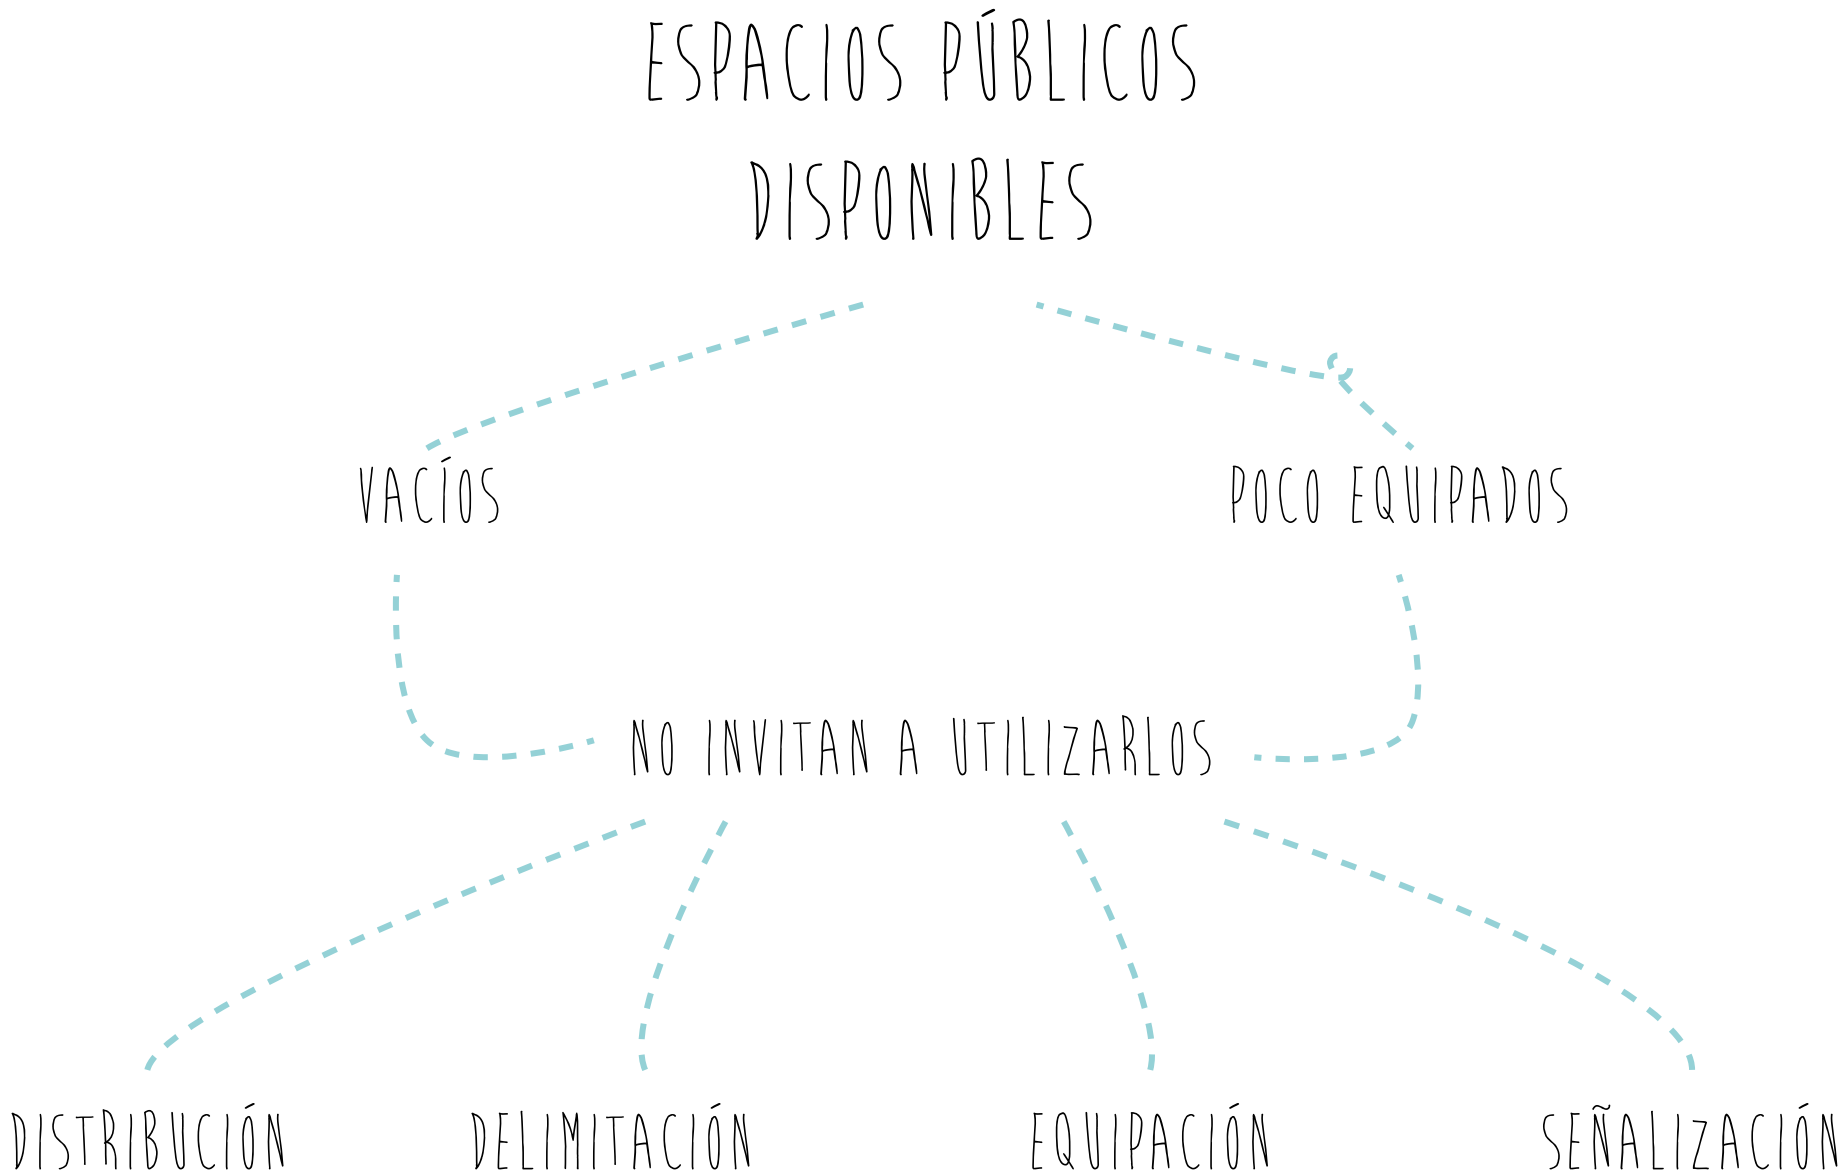 ESPACIOS PÚBLICOS
DISPONIBLES
VACÍOS
POCO EQUIPADOS
NO INVITAN A UTILIZARLOS
DISTRIBUCIÓN
DELIMITACIÓN
EQUIPACIÓN
SEÑALIZACIÓN